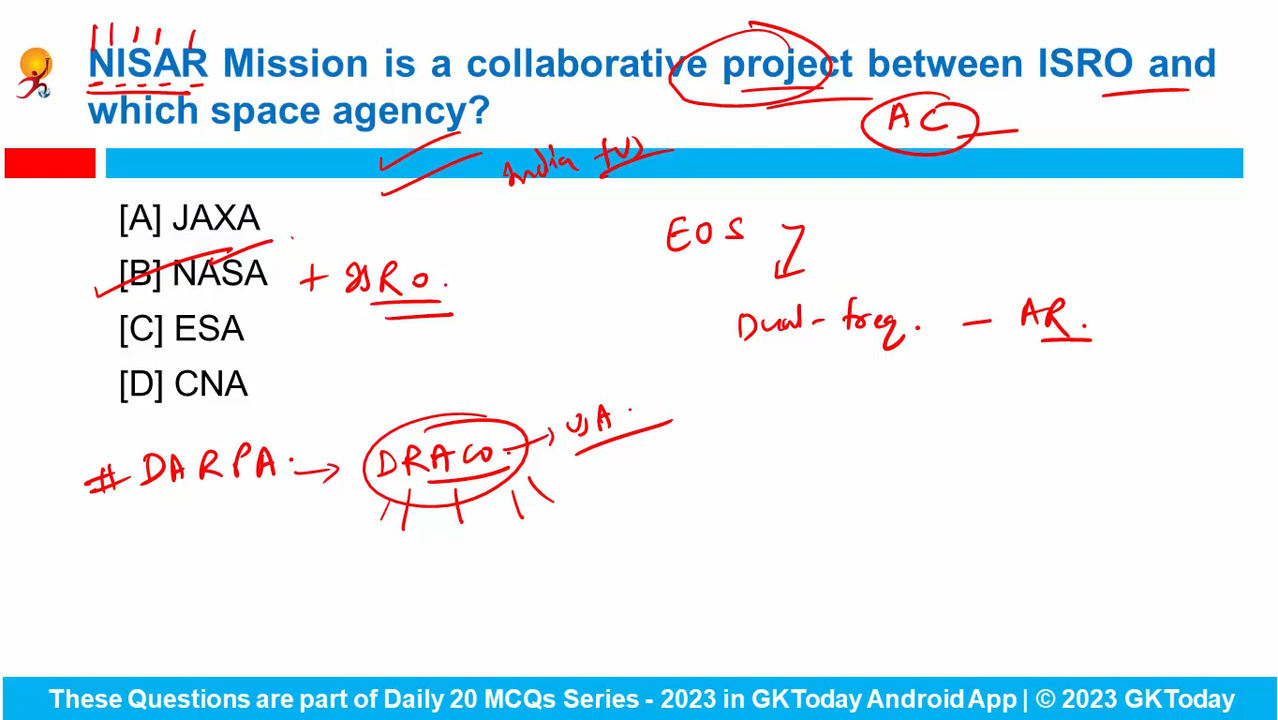 NISAR Mission is a collaborative project between ISRO and
which space agency?
AC
India
[A] JAXA
EOS
[B] NASA + ISRO.
[C] ESA
Dual-freq. - AR.
[D] CNA
# DARPA. → DRACO → USA.
These Questions are part of Daily 20 MCQs Series - 2023 in GKToday Android App | © 2023 GKToday